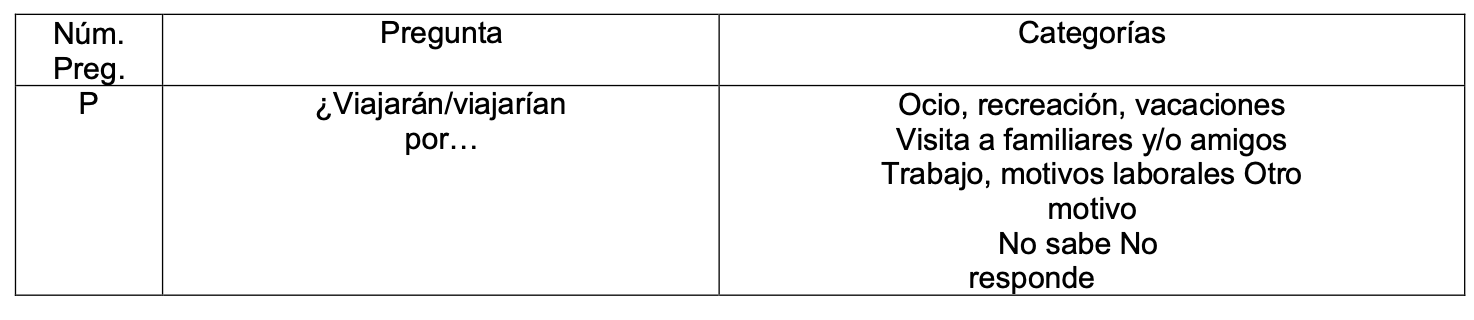 Núm.
Preg.
Pregunta
Categorías
P
¿Viajarán/viajarían
por…
Ocio, recreación, vacaciones
Visita a familiares y/o amigos
Trabajo, motivos laborales Otro
motivo
No sabe No
responde